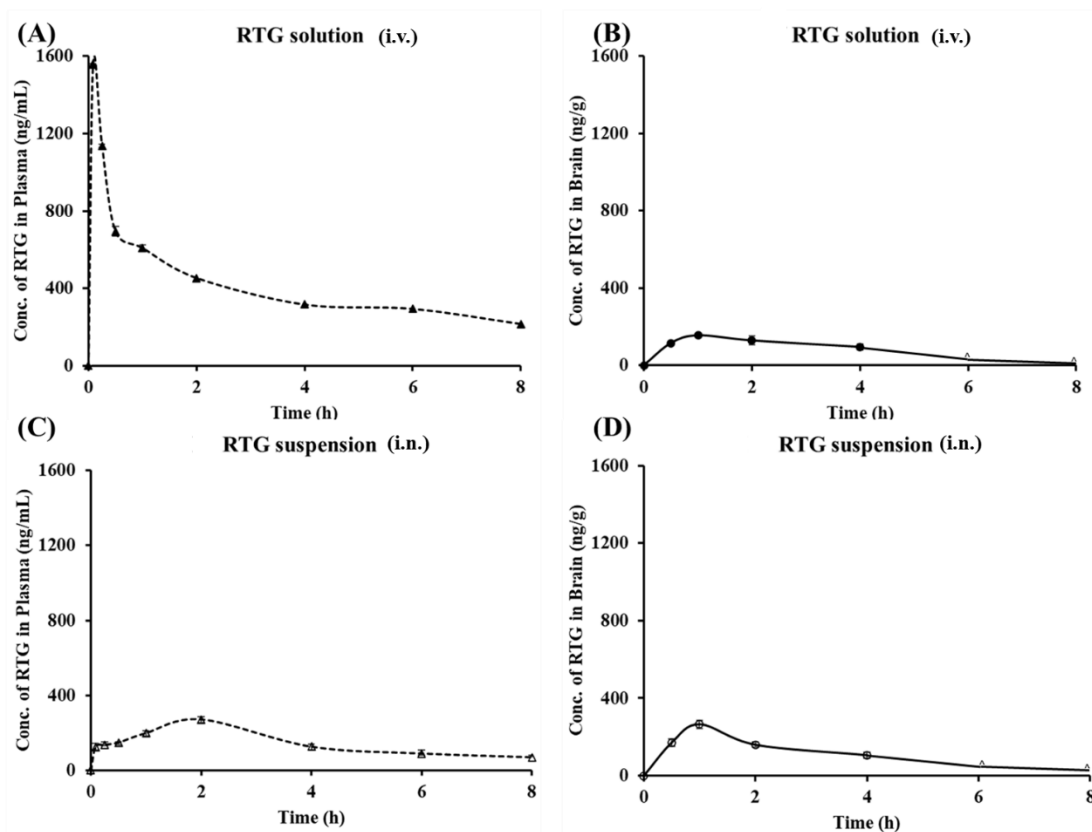 (A)
RTG solution (i.v.)
Conc. of RTG in Plasma (ng/mL)
1600
1200
800
400
0
0 2 4 6 8
Time (h)
(B)
RTG solution (i.v.)
Conc. of RTG in Brain (ng/g)
1600
1200
800
400
0
0 2 4 6 8
Time (h)
(C)
RTG suspension (i.n.)
Conc. of RTG in Plasma (ng/mL)
1600
1200
800
400
0
0 2 4 6 8
Time (h)
(D)
RTG suspension (i.n.)
Conc. of RTG in Brain (ng/g)
1600
1200
800
400
0
0 2 4 6 8
Time (h)